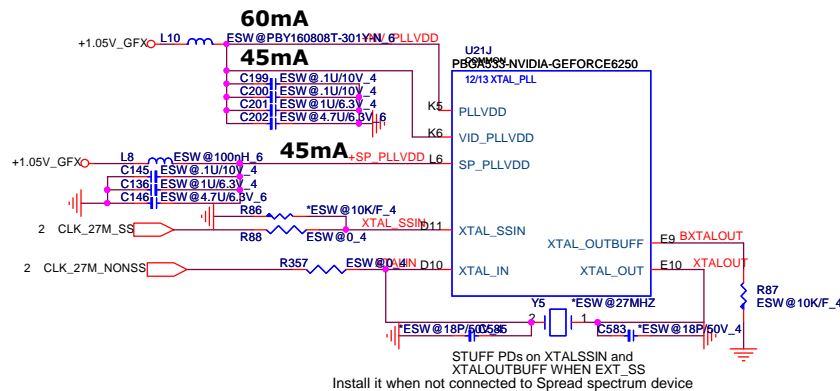 60mA
L10 ESW@PBY160808T-301Y-N_6 _PLLVDD
+1.05V_GFX
45mA
U21J
COMMON
PBGA533-NVIDIA-GEFORCE6250
12/13 XTAL_PLL
C199 ESW@.1U/10V_4
C200 ESW@.1U/10V_4
C201 ESW@1U/6.3V_4
C202 ESW@4.7U/6.3V_6
K5 PLLVDD
K6 VID_PLLVDD
45mA
+1.05V_GFX L8 ESW@100nH_6 +SP_PLLVDD L6 SP_PLLVDD
C145 ESW@.1U/10V_4
C136 ESW@1U/6.3V_4
C146 ESW@4.7U/6.3V_6
R86 *ESW@10K/F_4
XTAL_SSIN D11 XTAL_SSIN
2 CLK_27M_SS R88 ESW@0_4
XTAL_OUTBUFF E9 BXTALOUT
2 CLK_27M_NONSS R357 ESW@0_4 XTALIN D10 XTAL_IN
XTAL_OUT E10 XTALOUT
R87
ESW@10K/F_4
Y5 *ESW@27MHZ
2 1
*ESW@18P/50V_4 C585 C583 *ESW@18P/50V_4
STUFF PDs on XTALSSIN and
XTALOUTBUFF WHEN EXT_SS
Install it when not connected to Spread spectrum device